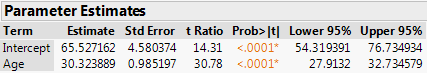 Parameter Estimates
Term Estimate Std Error t Ratio Prob>|t| Lower 95% Upper 95%
Intercept 65.527162 4.580374 14.31 <.0001* 54.319391 76.734934
Age 30.323889 0.985197 30.78 <.0001* 27.9132 32.734579